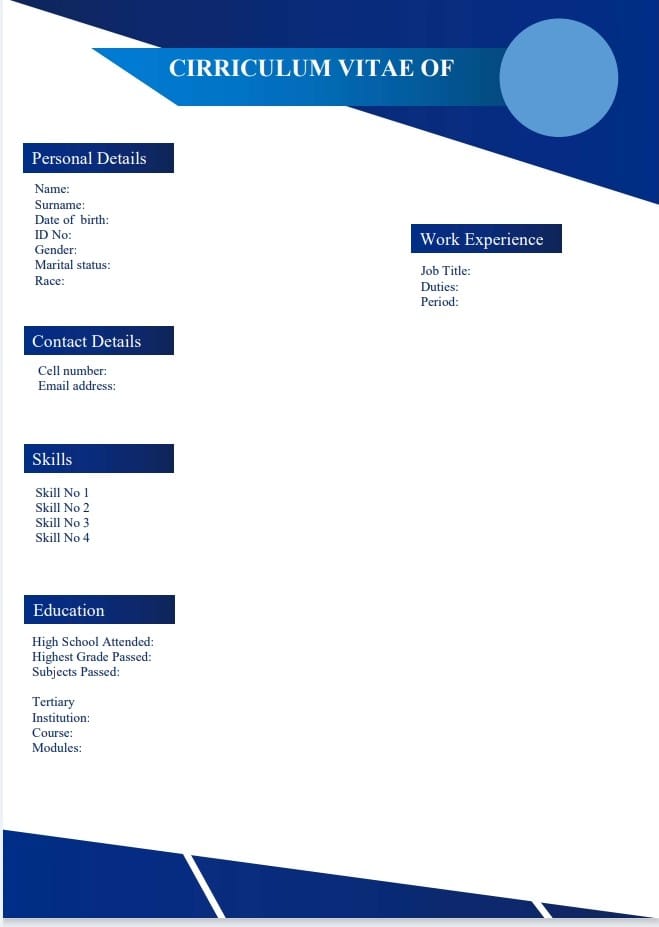 CIRRICULUM VITAE OF
Personal Details
Name:
Surname:
Date of birth:
ID No:
Gender:
Marital status:
Race:
Contact Details
Cell number:
Email address:
Skills
Skill No 1
Skill No 2
Skill No 3
Skill No 4
Education
High School Attended:
Highest Grade Passed:
Subjects Passed:
Tertiary
Institution:
Course:
Modules:
Work Experience
Job Title:
Duties:
Period: